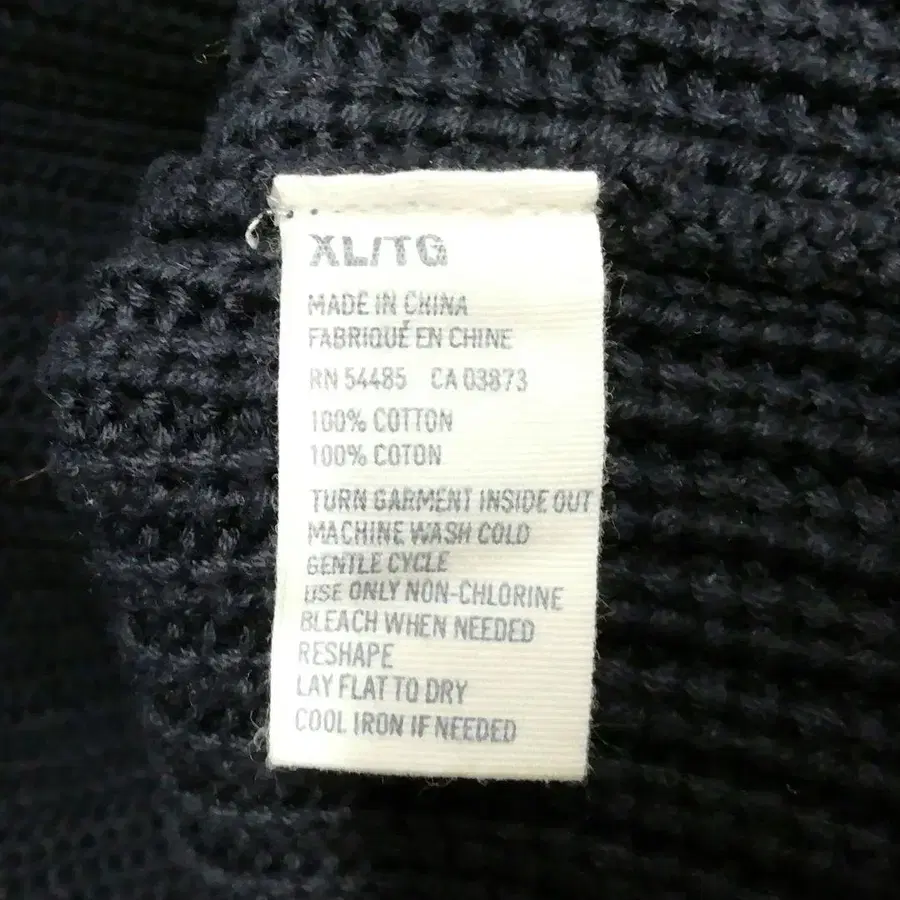 XL/TG
MADE IN CHINA
FABRIQUÉ EN CHINE
RN 54485 CA 03873
100% COTTON
100% COTON
TURN GARMENT INSIDE OUT
MACHINE WASH COLD
GENTLE CYCLE
USE ONLY NON-CHLORINE
BLEACH WHEN NEEDED
RESHAPE
LAY FLAT TO DRY
COOL IRON IF NEEDED